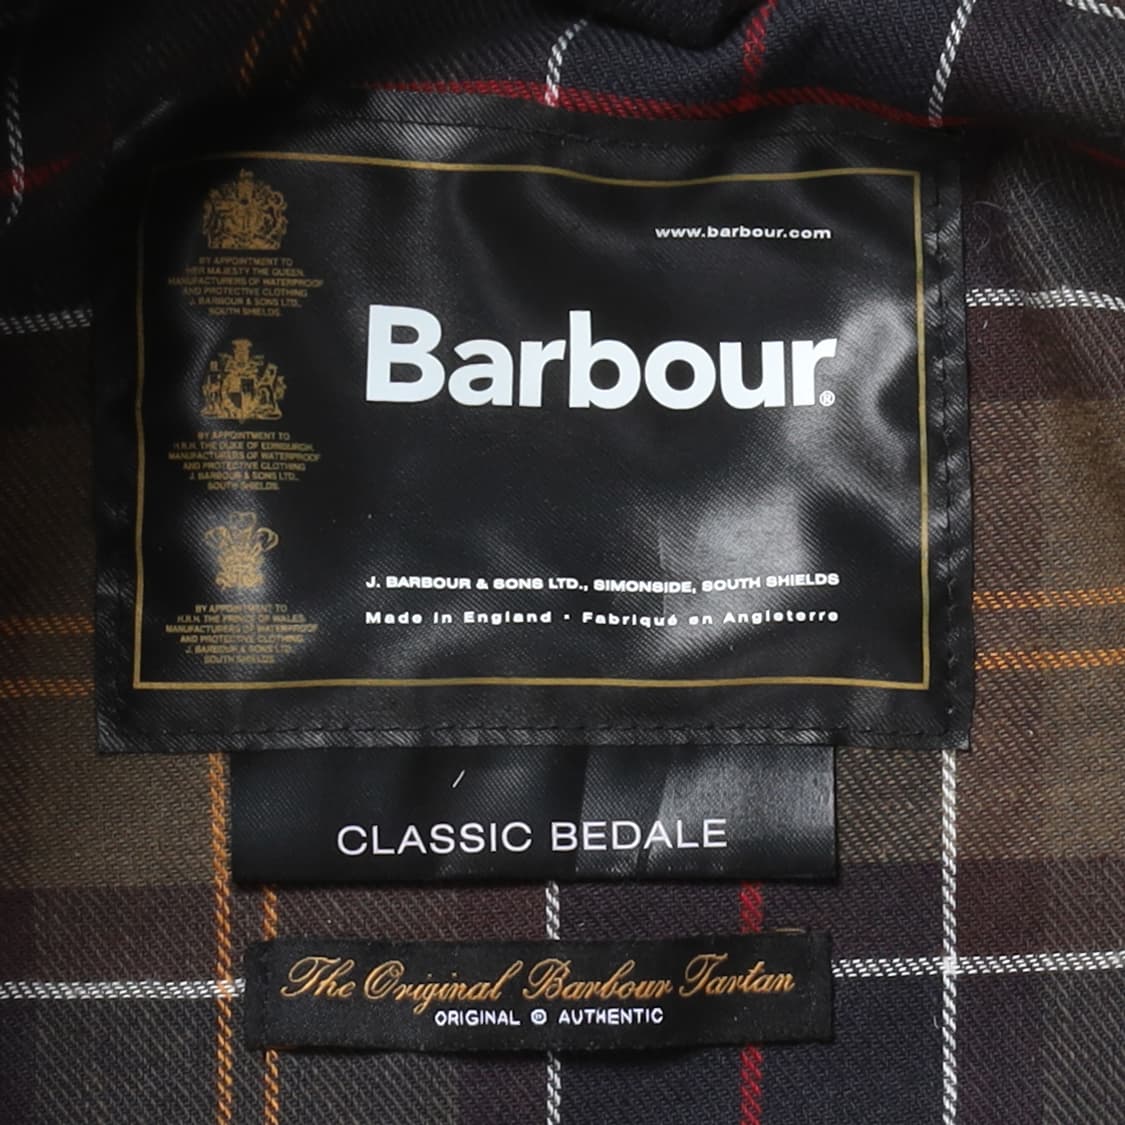 www.barbour.com
BY APPOINTMENT TO
HER MAJESTY THE QUEEN
MANUFACTURERS OF WATERPROOF
AND PROTECTIVE CLOTHING
J. BARBOUR & SONS LTD.,
SOUTH SHIELDS.
Barbour®
BY APPOINTMENT TO
H.R.H. THE DUKE OF EDINBURGH,
MANUFACTURERS OF WATERPROOF
AND PROTECTIVE CLOTHING
J. BARBOUR & SONS LTD.,
SOUTH SHIELDS.
J. BARBOUR & SONS LTD., SIMONSIDE, SOUTH SHIELDS
Made in England · Fabriqué en Angleterre
BY APPOINTMENT TO
H.R.H. THE PRINCE OF WALES
MANUFACTURERS OF WATERPROOF
AND PROTECTIVE CLOTHING
J. BARBOUR & SONS LTD.
SOUTH SHIELDS.
CLASSIC BEDALE
The Original Barbour Tartan
ORIGINAL ® AUTHENTIC